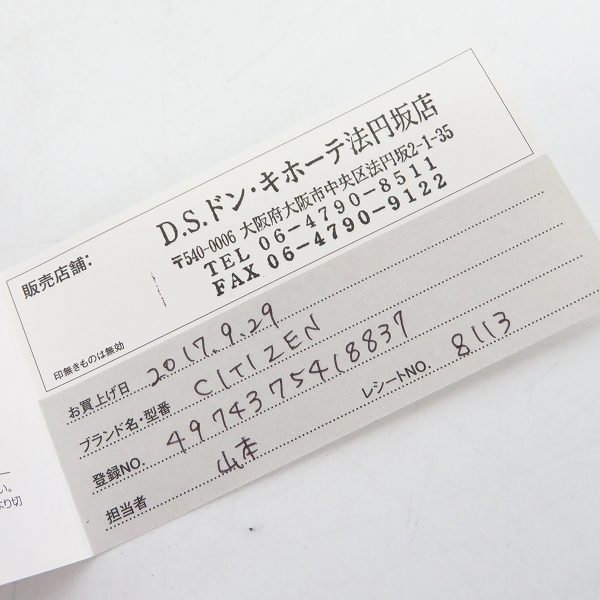 販売店舗:
D.S.ドン・キホーテ法円坂店
〒540-0006 大阪府大阪市中央区法円坂2-1-35
TEL 06-4790-8511
FAX 06-4790-9122
印無きものは無効
お買上げ日 2017.9.29
ブランド名・型番 CITIZEN
登録NO. 4974375418837
レシートNO. 8113
担当者 山本
い。
より切